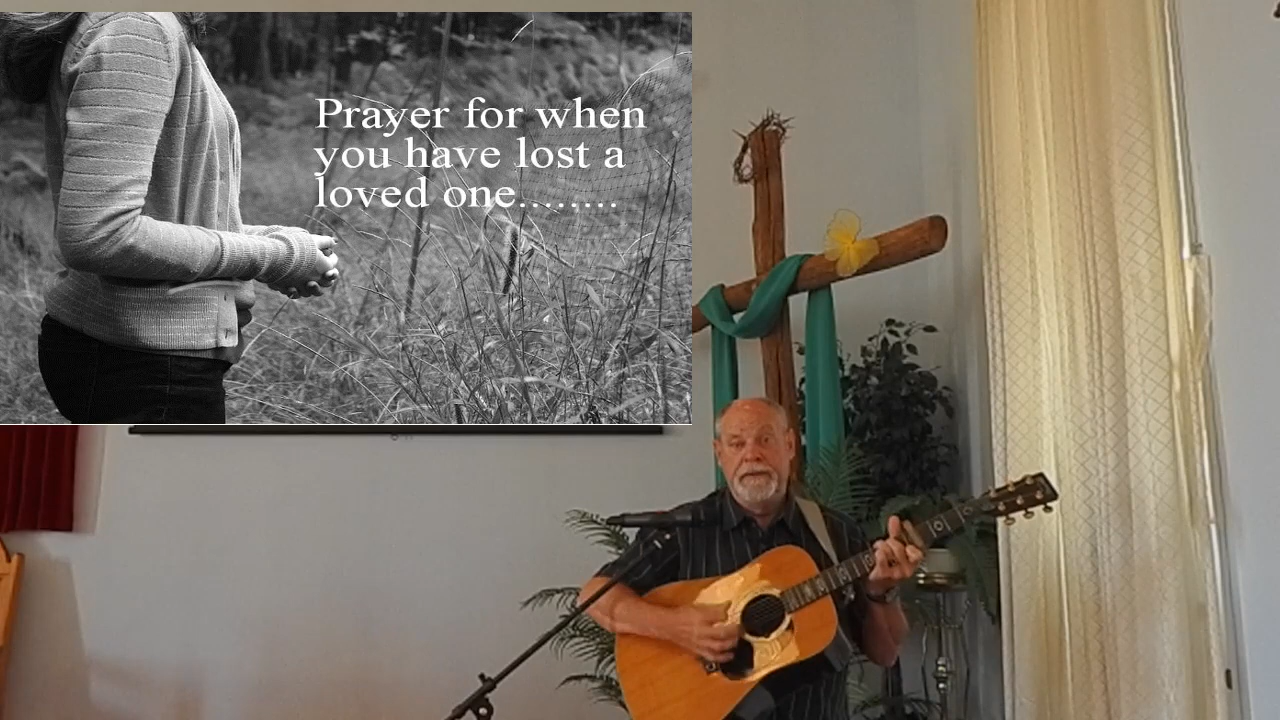 Prayer for when
you have lost a
loved one........